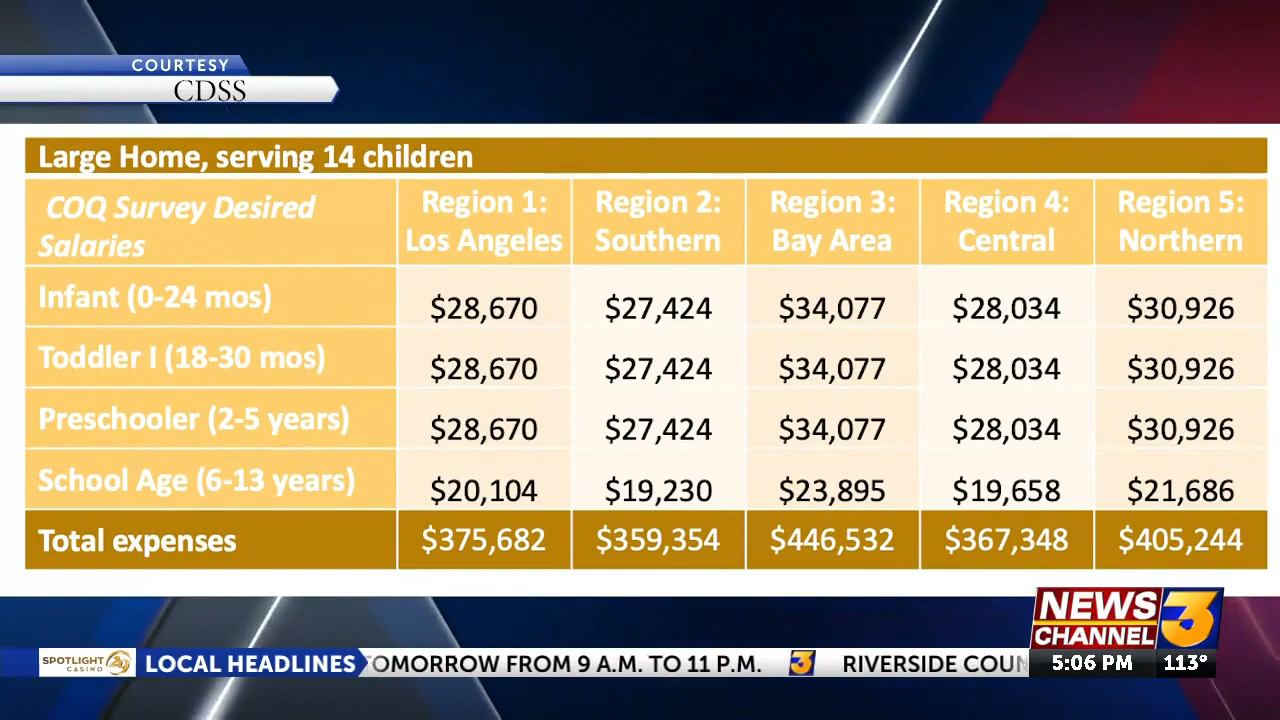 COURTESY
CDSS
Large Home, serving 14 children
COQ Survey Desired Salaries
Region 1: Los Angeles
Region 2: Southern
Region 3: Bay Area
Region 4: Central
Region 5: Northern
Infant (0-24 mos) $28,670 $27,424 $34,077 $28,034 $30,926
Toddler I (18-30 mos) $28,670 $27,424 $34,077 $28,034 $30,926
Preschooler (2-5 years) $28,670 $27,424 $34,077 $28,034 $30,926
School Age (6-13 years) $20,104 $19,230 $23,895 $19,658 $21,686
Total expenses $375,682 $359,354 $446,532 $367,348 $405,244
NEWS
CHANNEL 3
SPOTLIGHT 29
CASINO
LOCAL HEADLINES
OMORROW FROM 9 A.M. TO 11 P.M. 3 RIVERSIDE COUN
5:06 PM 113°